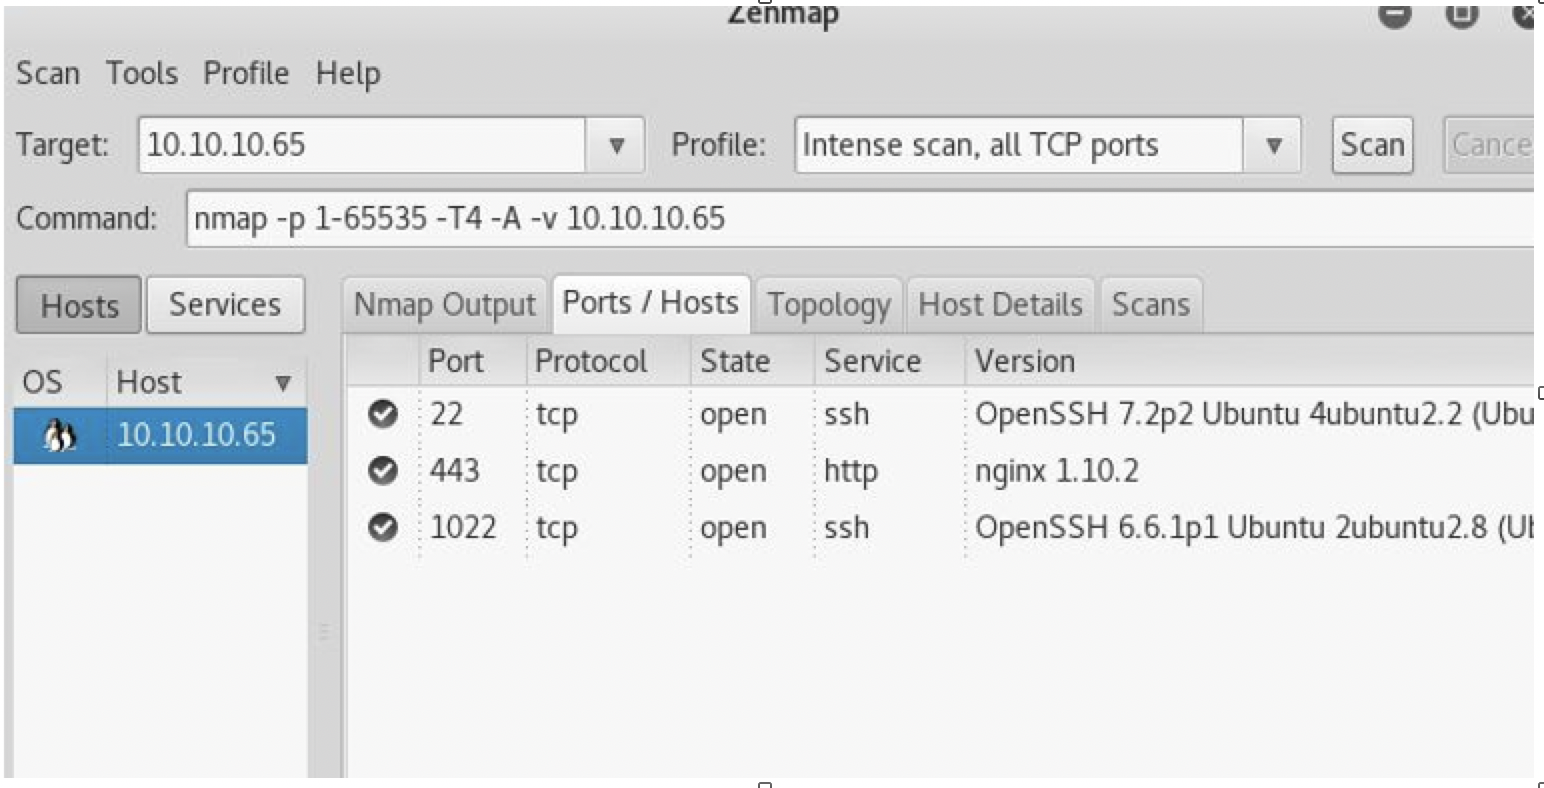 Zenmap
Scan Tools Profile Help
Target: 10.10.10.65 Profile: Intense scan, all TCP ports Scan Cance
Command: nmap -p 1-65535 -T4 -A -v 10.10.10.65
Hosts Services Nmap Output Ports / Hosts Topology Host Details Scans
OS Host Port Protocol State Service Version
10.10.10.65
22 tcp open ssh OpenSSH 7.2p2 Ubuntu 4ubuntu2.2 (Ubu
443 tcp open http nginx 1.10.2
1022 tcp open ssh OpenSSH 6.6.1p1 Ubuntu 2ubuntu2.8 (Ub